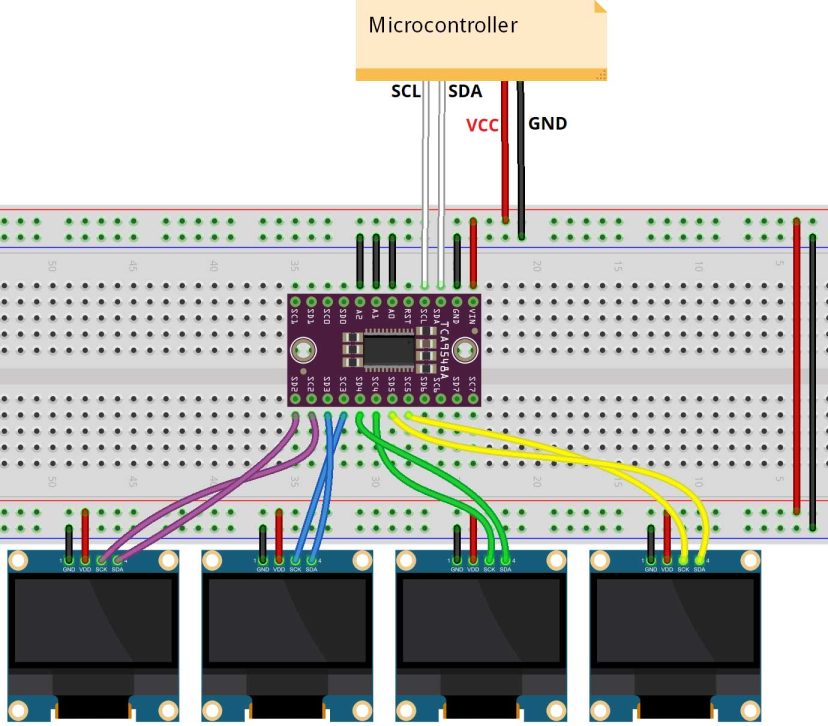 Microcontroller
SCL SDA
VCC GND
50 45 40 35 20 15 10 5
SC1 SD1 SC0 SD0 A2 A1 A0 RST SCL SDA GND VIN
TCA9548A
SD2 SC2 SD3 SC3 SD4 SC4 SD5 SC5 SD6 SC6 SD7 SC7
50 45 40 35 30 20 15 10 5
GND VDD SCK SDA
GND VDD SCK SDA
GND VDD SCK SDA
GND VDD SCK SDA